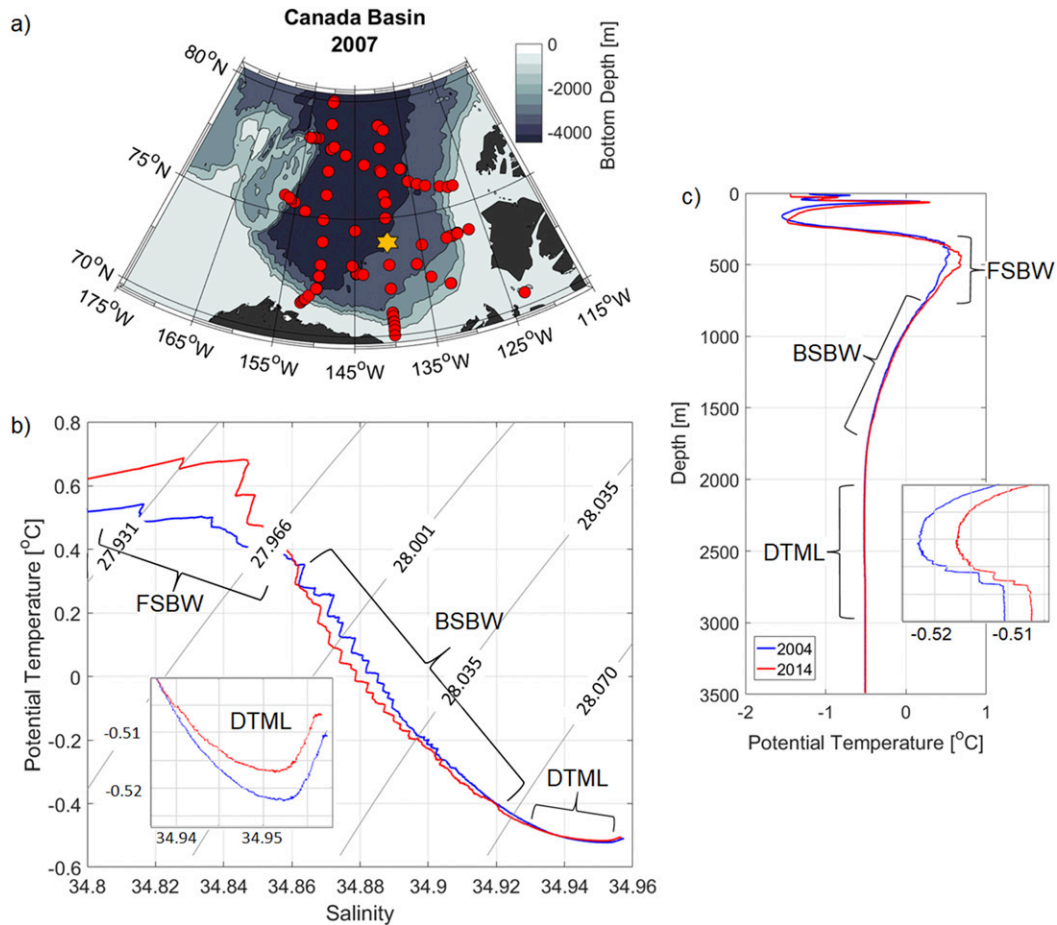 a)
Canada Basin
2007
80°N
75°N
70°N
175°W
165°W
155°W
145°W
135°W
125°W
115°W
0
-2000
-4000
Bottom Depth [m]
b)
0.8
0.6
0.4
0.2
0
-0.2
-0.4
-0.6
Potential Temperature [°C]
27.931
27.966
28.001
28.035
28.035
28.070
FSBW
BSBW
DTML
DTML
-0.51
-0.52
34.94
34.95
34.8
34.82
34.84
34.86
34.88
34.9
34.92
34.94
34.96
Salinity
c)
0
500
1000
1500
2000
2500
3000
3500
Depth [m]
FSBW
BSBW
DTML
-0.52
-0.51
2004
2014
-2
-1
0
1
Potential Temperature [°C]